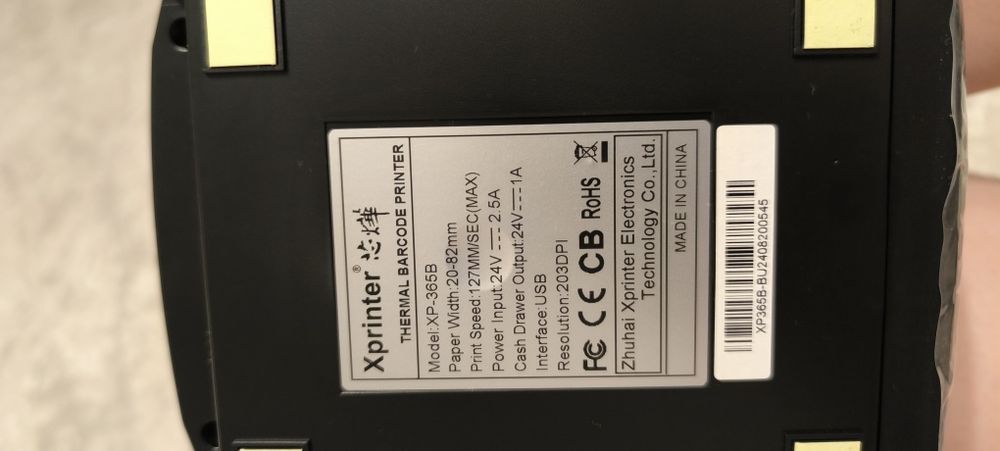 Xprinter® 芯烨
THERMAL BARCODE PRINTER
Model:XP-365B
Paper Width:20-82mm
Print Speed:127MM/SEC(MAX)
Power Input:24V⎓2.5A
Cash Drawer Output:24V⎓1A
Interface:USB
Resolution:203DPI
FC CE CB RoHS
Zhuhai Xprinter Electronics
Technology Co.,Ltd.
MADE IN CHINA
XP365B-BU2408200545